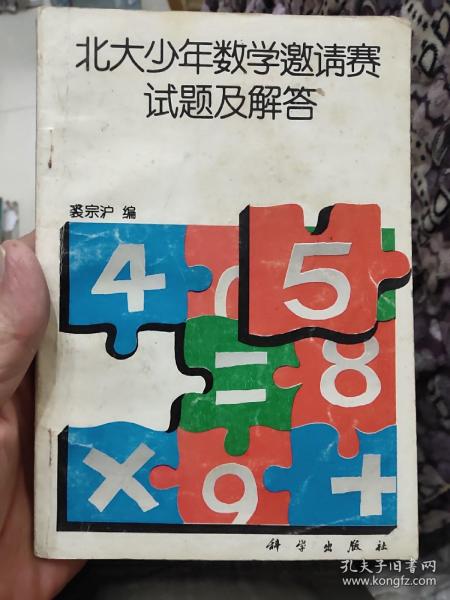 北大少年数学邀请赛
试题及解答
裘宗沪 编
4
5
=
8
×
9
+
科学出版社
孔夫子旧书网
www.kongfz.com